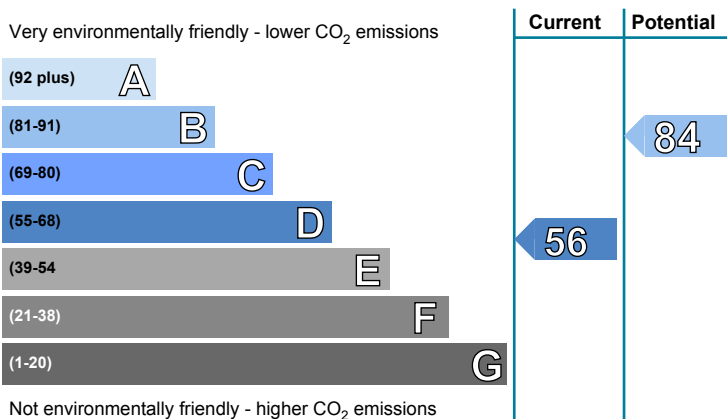 Very environmentally friendly - lower CO2 emissions
Current
Potential
(92 plus) A
(81-91) B
84
(69-80) C
(55-68) D
56
(39-54 E
(21-38) F
(1-20) G
Not environmentally friendly - higher CO2 emissions